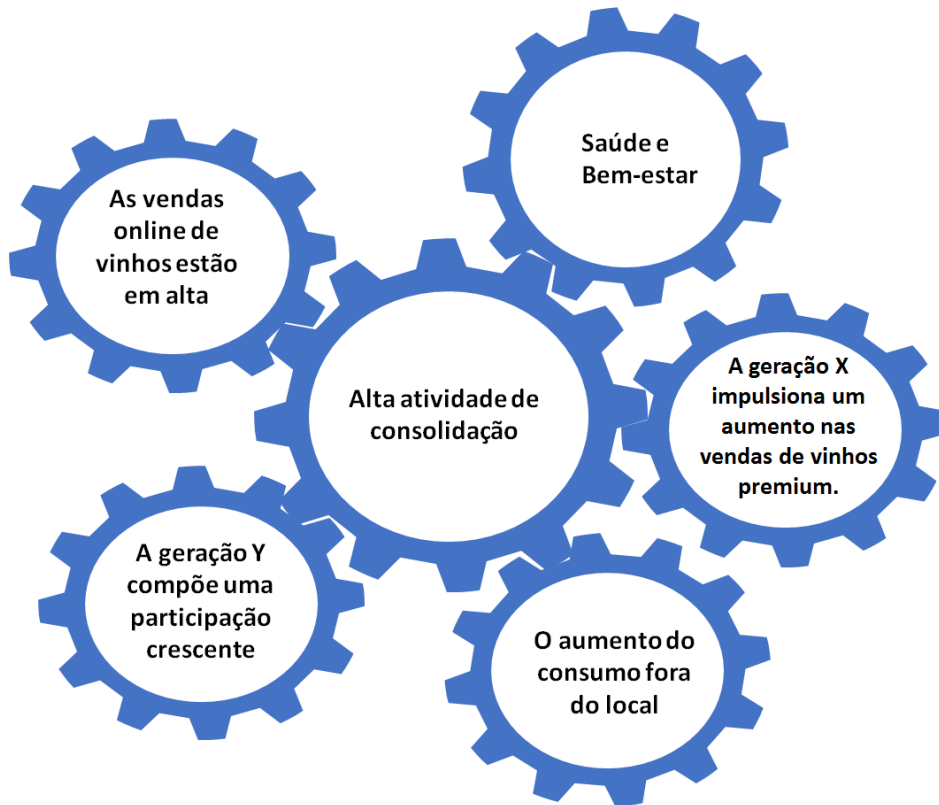 Saúde e
Bem-estar
As vendas
online de
vinhos estão
em alta
Alta atividade de
consolidação
A geração X
impulsiona um
aumento nas
vendas de vinhos
premium.
A geração Y
compõe uma
participação
crescente
O aumento do
consumo fora
do local